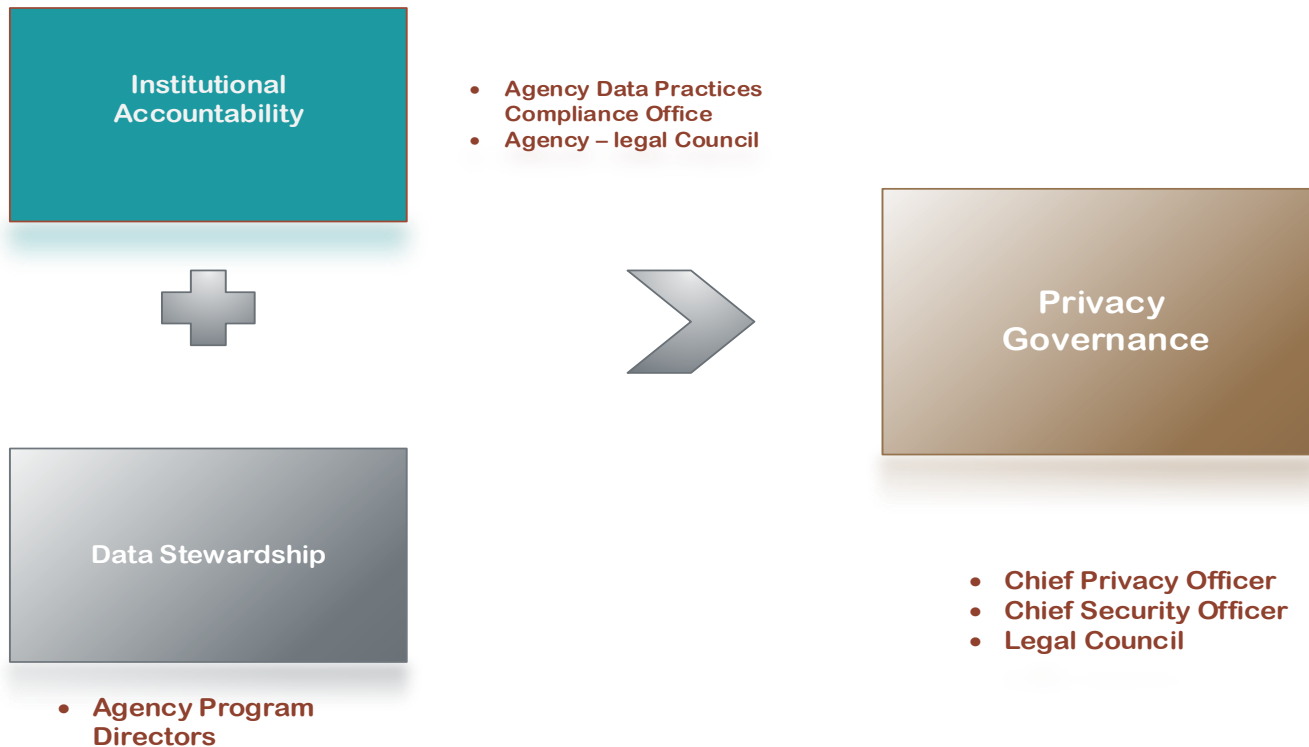 Institutional
Accountability
• Agency Data Practices
Compliance Office
• Agency – legal Council
Privacy
Governance
Data Stewardship
• Chief Privacy Officer
• Chief Security Officer
• Legal Council
• Agency Program
Directors